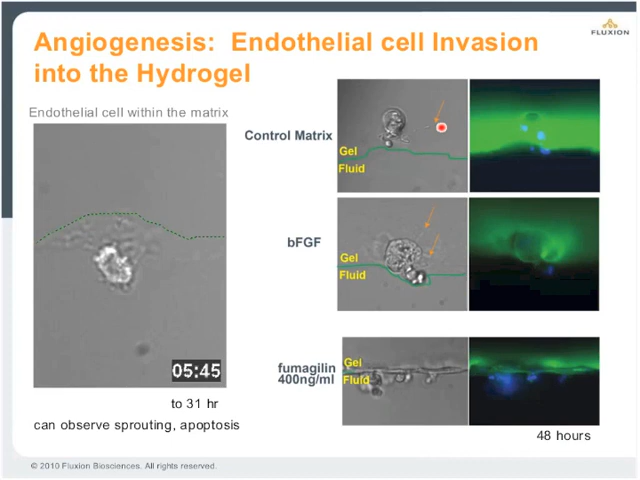 FLUXION
Angiogenesis: Endothelial cell Invasion
into the Hydrogel
Endothelial cell within the matrix
05:45
to 31 hr
can observe sprouting, apoptosis
Control Matrix
Gel
Fluid
bFGF
Gel
Fluid
fumagilin
400ng/ml
Gel
Fluid
48 hours
© 2010 Fluxion Biosciences. All rights reserved.